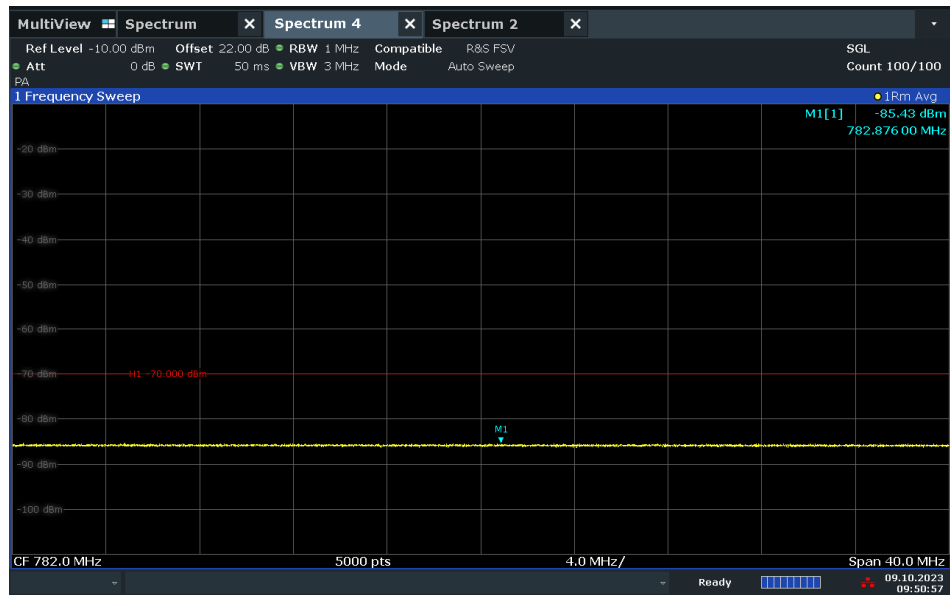 MultiView Spectrum Spectrum 4 Spectrum 2
Ref Level -10.00 dBm Offset 22.00 dB RBW 1 MHz Compatible R&S FSV SGL
Att 0 dB SWT 50 ms VBW 3 MHz Mode Auto Sweep Count 100/100
PA
1 Frequency Sweep 1Rm Avg
M1[1] -85.43 dBm
782.876 00 MHz
-20 dBm
-30 dBm
-40 dBm
-50 dBm
-60 dBm
-70 dBm H1 -70.000 dBm
-80 dBm
M1
-90 dBm
-100 dBm
CF 782.0 MHz 5000 pts 4.0 MHz/ Span 40.0 MHz
Ready 09.10.2023
09:50:57